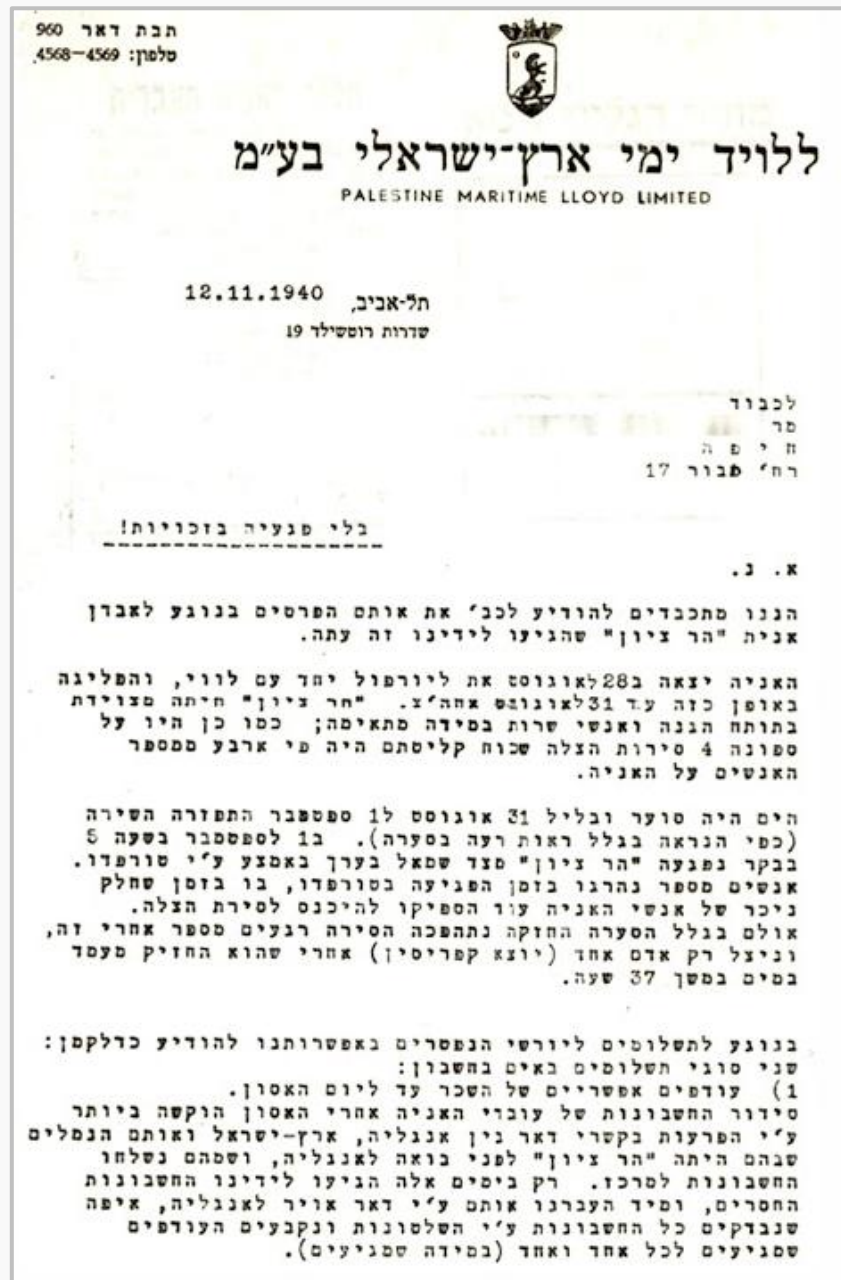 תבת דאר 960
טלפון: 4568—4569.
ללויד ימי ארץ־ישראלי בע״מ
PALESTINE MARITIME LLOYD LIMITED
תל-אביב, 12.11.1940
שדרות רוטשילד 19
לכבוד
מר
ח י פ ה
רח' תבור 17
בלי פגעיה בזכויות!
א. נ.
הננו מתכבדים להודיע לכב' את אותם הפרטים בנוגע לאבדן
אנית "הר ציון" שהגיעו לידינו זה עתה.
האניה יצאה ב28לאוגוסט את ליורפול יחד עם לווי, והפליגה
באופן כזה עד 31לאוגוסט אחה'צ. "הר ציון" היתה מצוידת
בתותח הגנה ואנשי שרות במידה מתאימה; כמו כן היו על
ספונה 4 סירות הצלה שכוח קליטתם היה פי ארבע ממספר
האנשים על האניה.
הים היה סוער ובליל 31 אוגוסט ל1 ספטמבר התפזרה השירה
(כפי הנראה בגלל ראות רעה בסערה). ב1 לספטמבר בשעה 5
בבקר נפגעה "הר ציון" מצד שמאל בערך באמצע ע'י טורפדו.
אנשים מספר נהרגו בזמן הפגיעה בטורפדו, בו בזמן שחלק
ניכר של אנשי האניה עוד הספיקו להיכנס לסירת הצלה.
אולם בגלל הסערה החזקה נתהפכה הסירה רגעים מספר אחרי זה,
וניצל רק אדם אחד (יוצא קפריסין) אחרי שהוא החזיק מעמד
במים במשך 37 שעה.
בנוגע לתשלומים ליורשי הנפטרים באפשרותנו להודיע כדלקמן:
שני סוגי תשלומים באים בחשבון:
1) עודפים אפשריים של השכר עד ליום האסון.
סידור החשבונות של עובדי האניה אחרי האסון הוקשה ביותר
ע'י הפרעות בקשרי דאר בין אנגליה, ארץ-ישראל ואותם הנמלים
שבהם היתה "הר ציון" לפני בואה לאנגליה, ושמהם נשלחו
החשבונות למרכז. רק בימים אלה הגיעו לידינו החשבונות
החסרים, ומיד העברנו אותם ע'י דאר אויר לאנגליה, איפה
שנבדקים כל החשבונות ע'י השלטונות ונקבעים העודפים
שמגיעים לכל אחד ואחד (במידה שמגיעים).